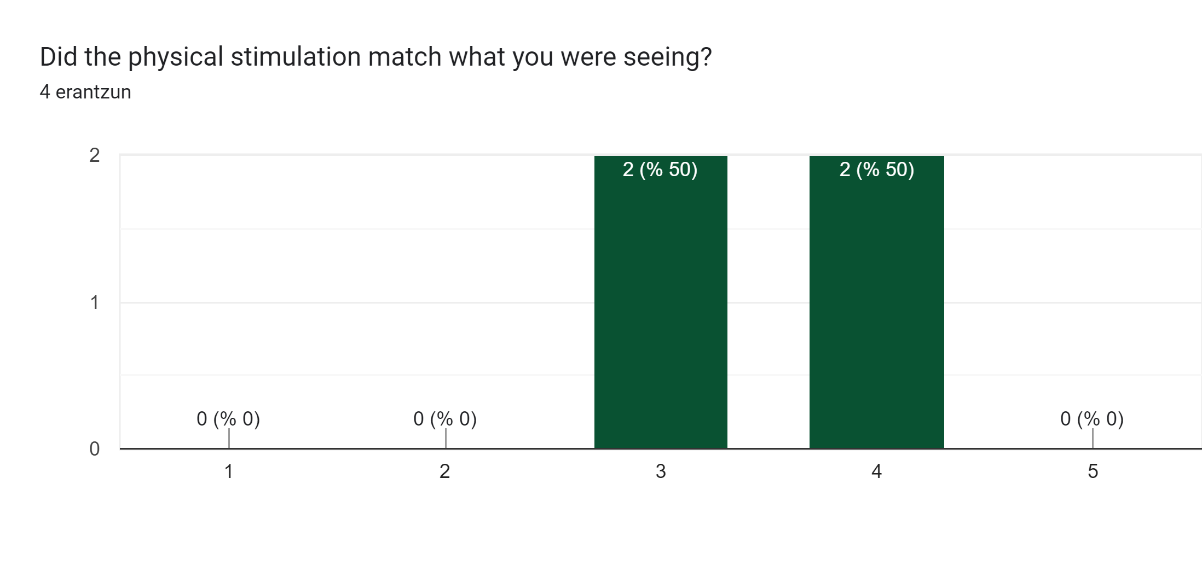 Did the physical stimulation match what you were seeing?
4 erantzun
2
2 (% 50) 2 (% 50)
1
0 (% 0) 0 (% 0) 0 (% 0)
0
1 2 3 4 5